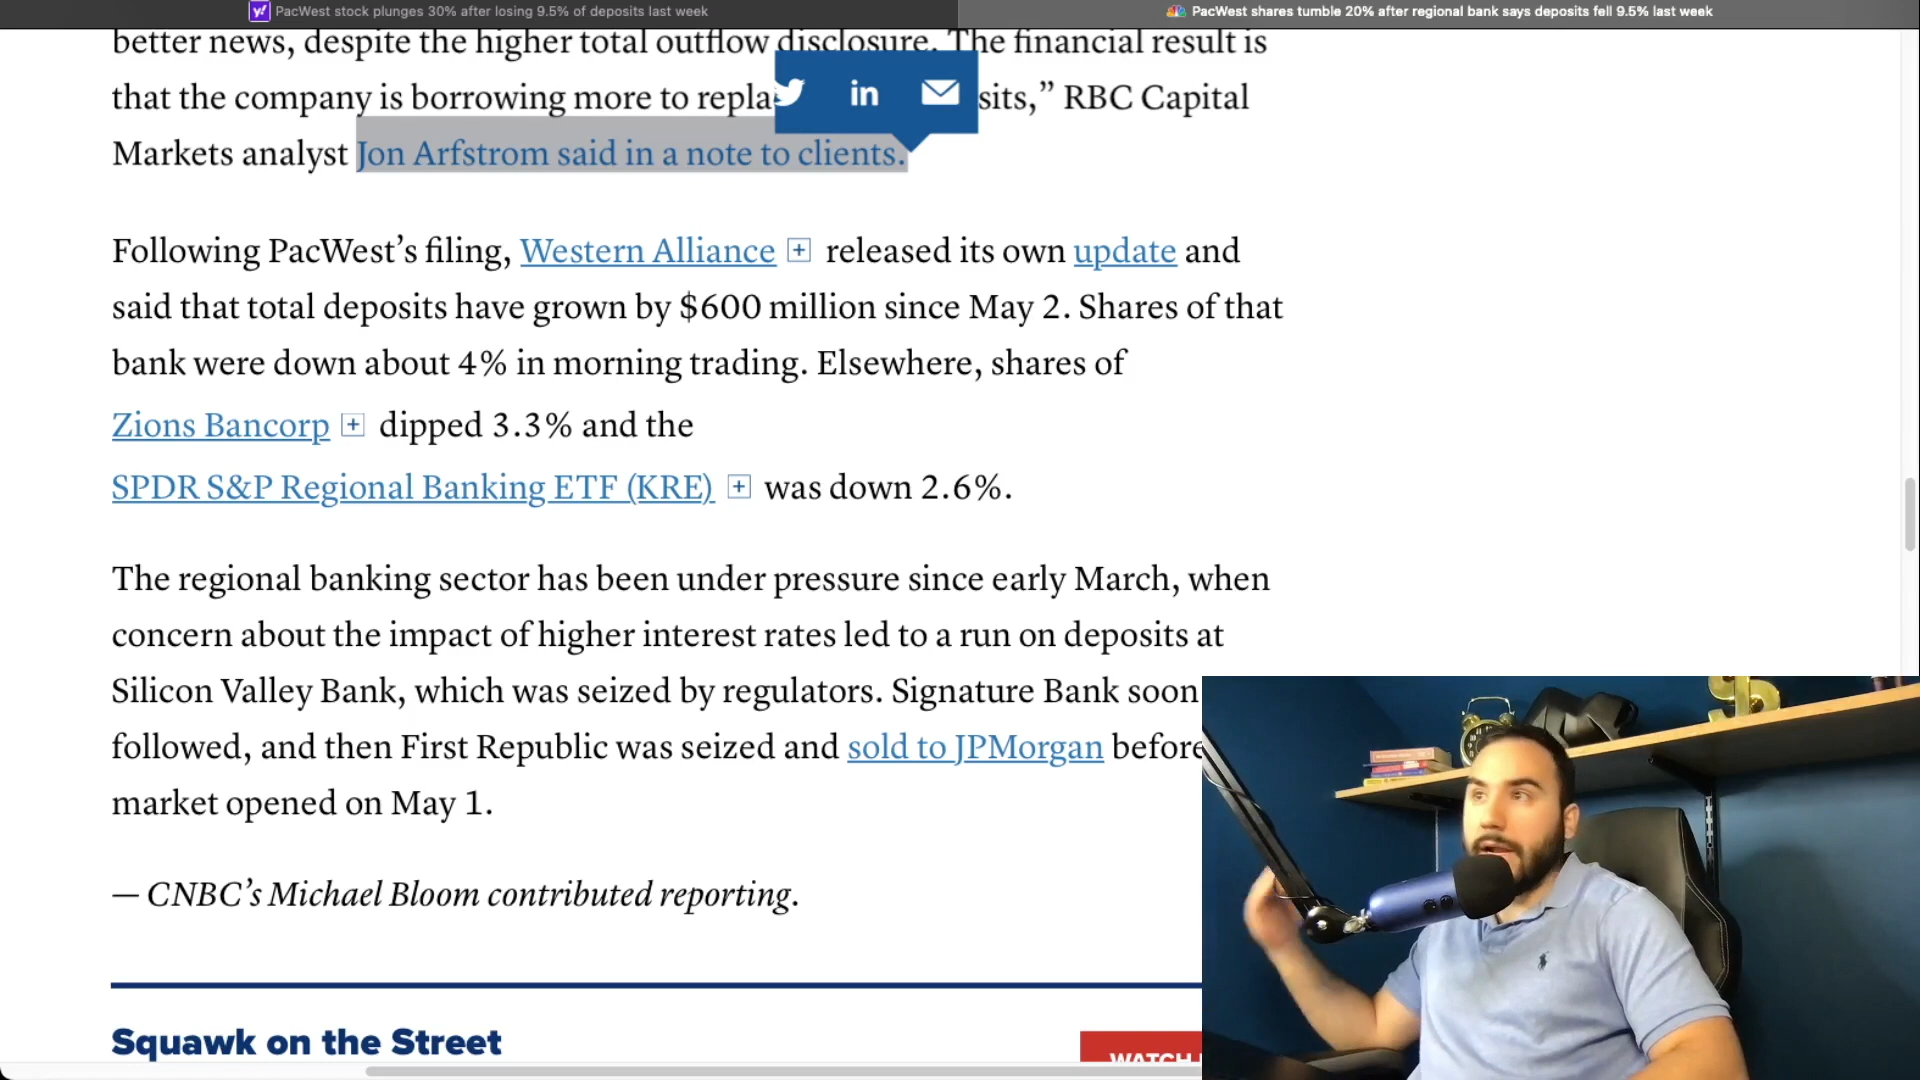 PacWest stock plunges 30% after losing 9.5% of deposits last week
PacWest shares tumble 20% after regional bank says deposits fell 9.5% last week
better news, despite the higher total outflow disclosure. The financial result is
that the company is borrowing more to repla sits,” RBC Capital
Markets analyst Jon Arfstrom said in a note to clients.
Following PacWest’s filing, Western Alliance + released its own update and
said that total deposits have grown by $600 million since May 2. Shares of that
bank were down about 4% in morning trading. Elsewhere, shares of
Zions Bancorp + dipped 3.3% and the
SPDR S&P Regional Banking ETF (KRE) + was down 2.6%.
The regional banking sector has been under pressure since early March, when
concern about the impact of higher interest rates led to a run on deposits at
Silicon Valley Bank, which was seized by regulators. Signature Bank soon
followed, and then First Republic was seized and sold to JPMorgan before
market opened on May 1.
— CNBC’s Michael Bloom contributed reporting.
Squawk on the Street
WATCH